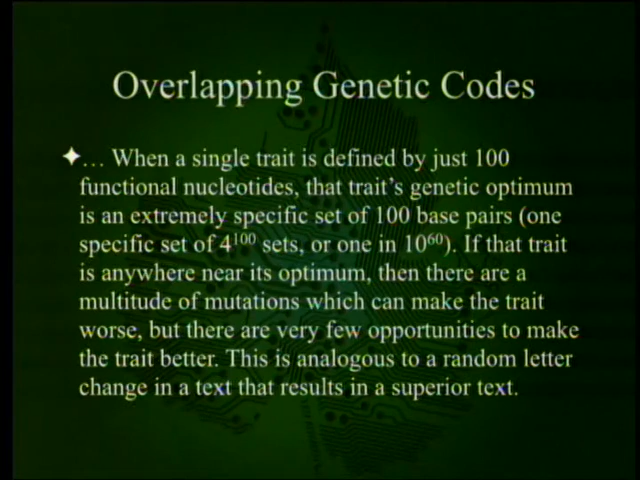 Overlapping Genetic Codes
✦… When a single trait is defined by just 100
functional nucleotides, that trait's genetic optimum
is an extremely specific set of 100 base pairs (one
specific set of 4¹⁰⁰ sets, or one in 10⁶⁰). If that trait
is anywhere near its optimum, then there are a
multitude of mutations which can make the trait
worse, but there are very few opportunities to make
the trait better. This is analogous to a random letter
change in a text that results in a superior text.